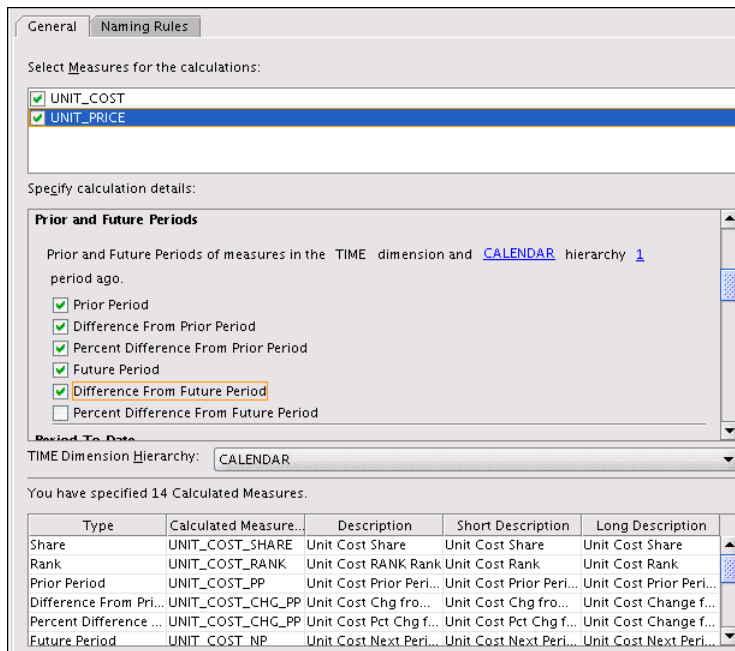 General Naming Rules
Select Measures for the calculations:
UNIT_COST
UNIT_PRICE
Specify calculation details:
Prior and Future Periods
Prior and Future Periods of measures in the TIME dimension and CALENDAR hierarchy 1
period ago.
Prior Period
Difference From Prior Period
Percent Difference From Prior Period
Future Period
Difference From Future Period
Percent Difference From Future Period
Period To Date
TIME Dimension Hierarchy: CALENDAR
You have specified 14 Calculated Measures.
Type Calculated Measure... Description Short Description Long Description
Share UNIT_COST_SHARE Unit Cost Share Unit Cost Share Unit Cost Share
Rank UNIT_COST_RANK Unit Cost RANK Rank Unit Cost Rank Unit Cost Rank
Prior Period UNIT_COST_PP Unit Cost Prior Peri... Unit Cost Prior Peri... Unit Cost Prior Peri...
Difference From Pri... UNIT_COST_CHG_PP Unit Cost Chg fro... Unit Cost Chg fro... Unit Cost Change f...
Percent Difference ... UNIT_COST_CHG_PP Unit Cost Pct Chg f... Unit Cost Pct Chg f... Unit Cost Change f...
Future Period UNIT_COST_NP Unit Cost Next Peri... Unit Cost Next Peri... Unit Cost Next Peri...